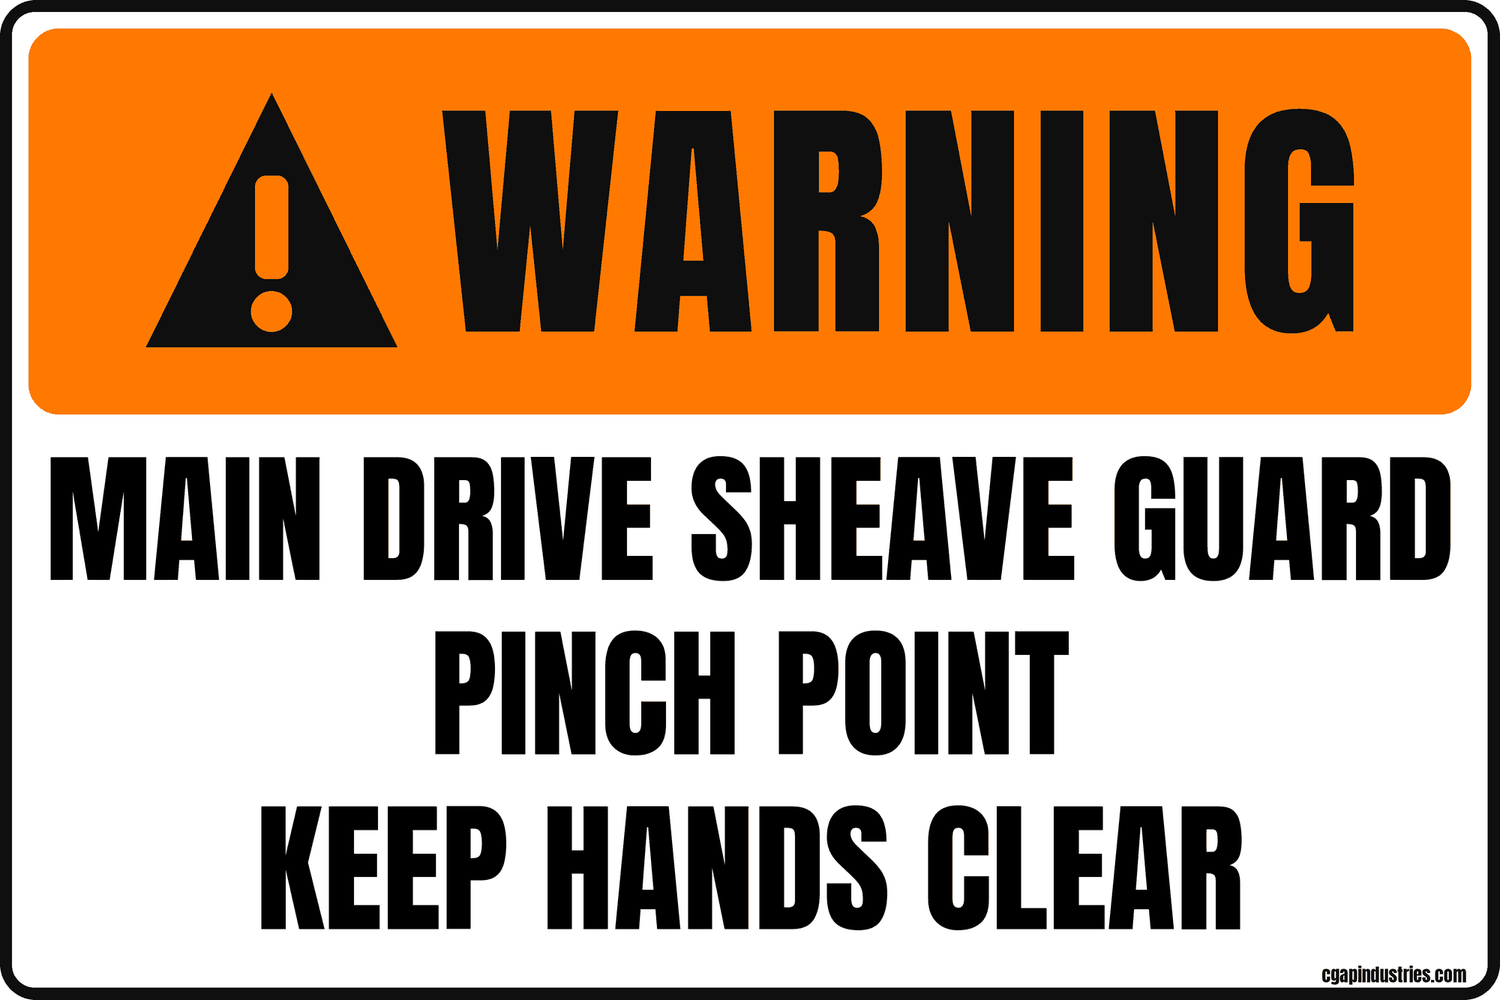 WARNING
MAIN DRIVE SHEAVE GUARD
PINCH POINT
KEEP HANDS CLEAR
cgapindustries.com